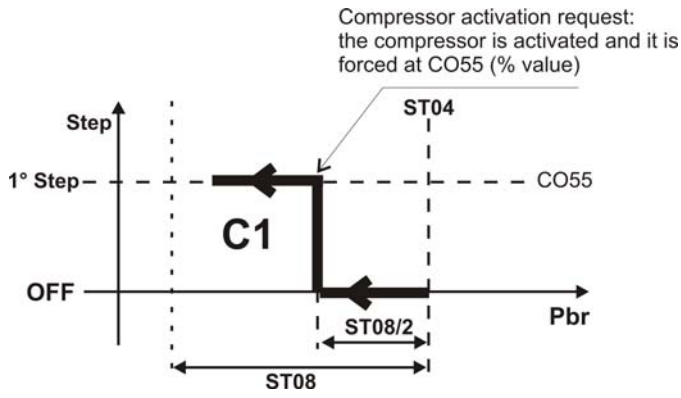 Compressor activation request:
the compressor is activated and it is
forced at CO55 (% value)
ST04
Step
1° Step
CO55
C1
OFF
Pbr
ST08/2
ST08